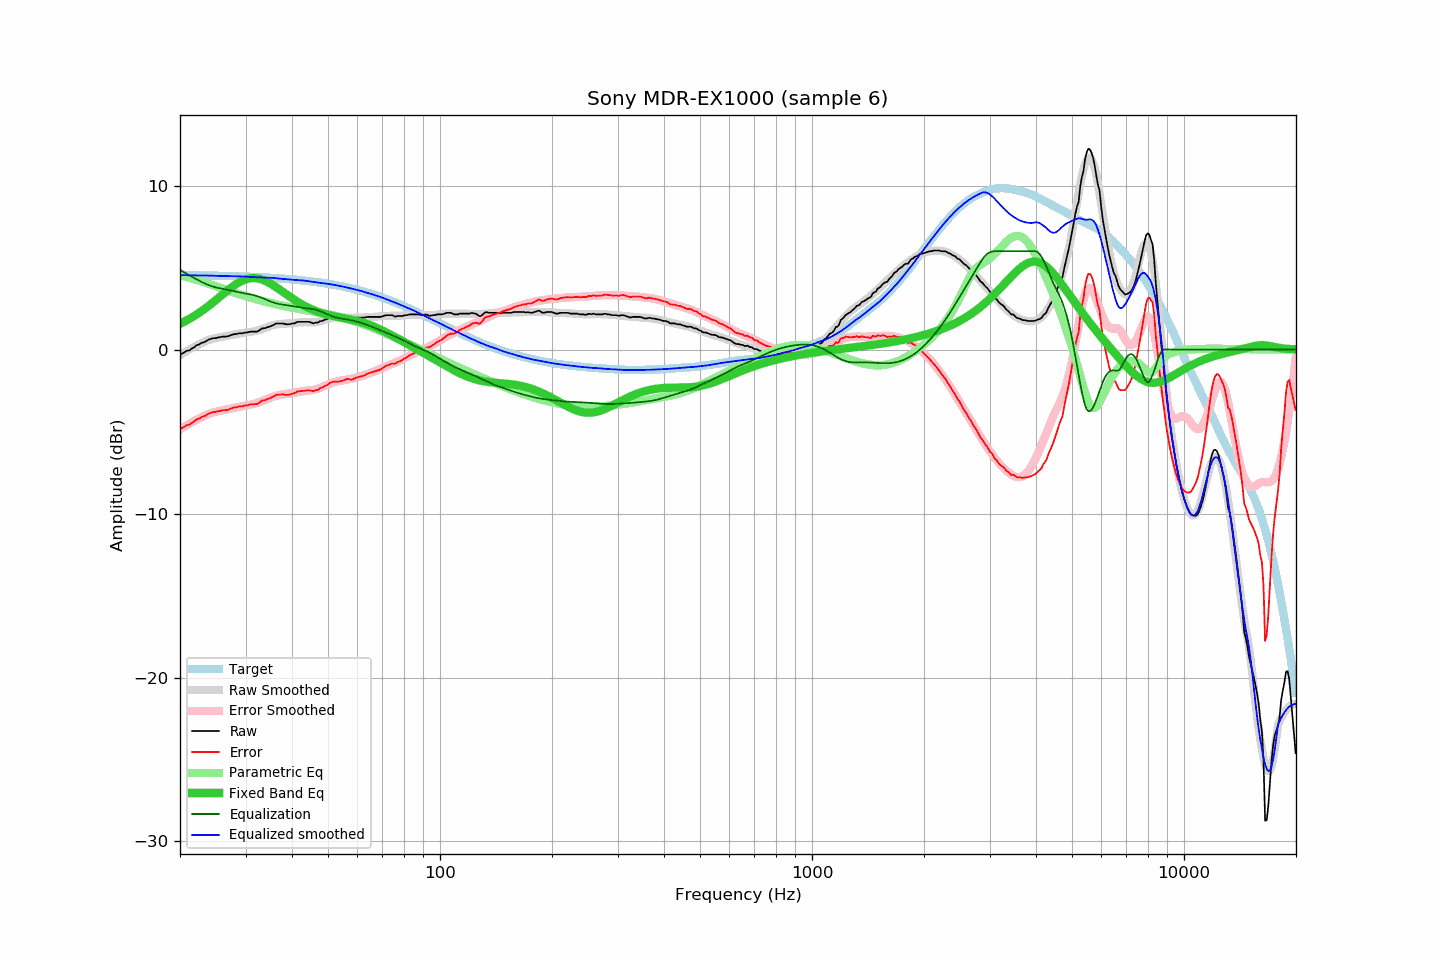 Sony MDR-EX1000 (sample 6)
10
0
−10
−20
−30
Amplitude (dBr)
Target
Raw Smoothed
Error Smoothed
Raw
Error
Parametric Eq
Fixed Band Eq
Equalization
Equalized smoothed
100
1000
10000
Frequency (Hz)